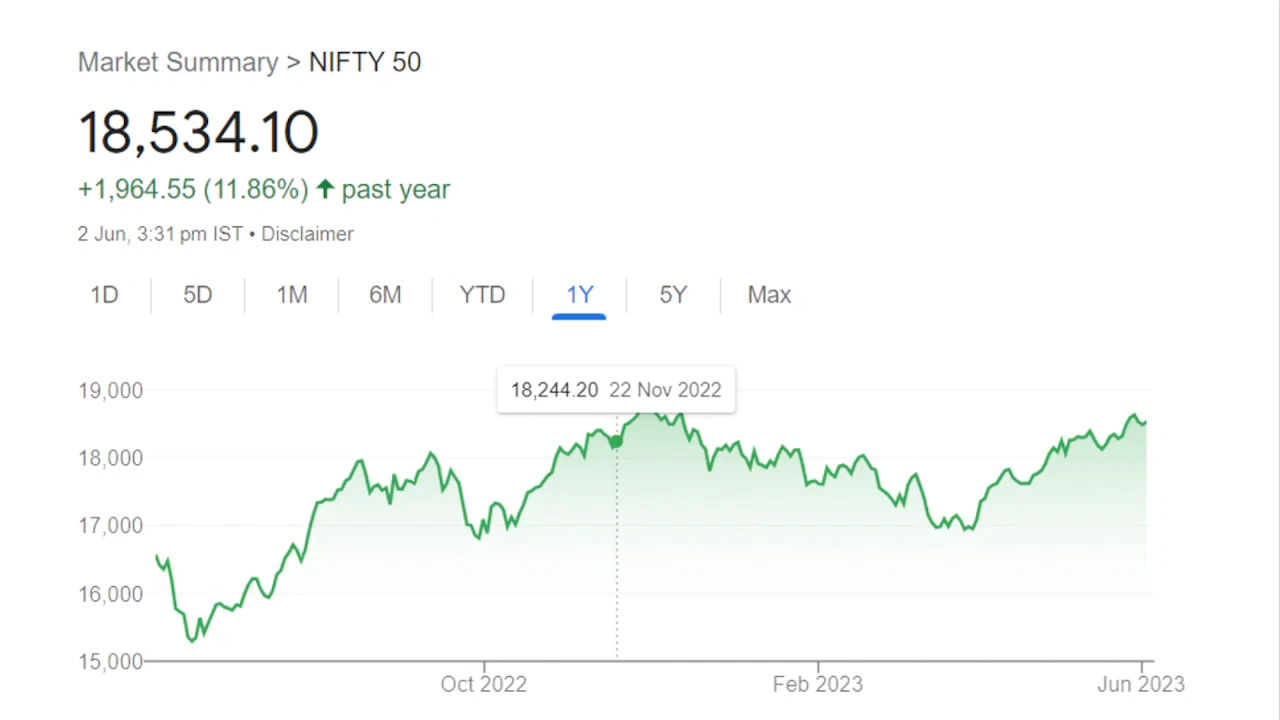 Market Summary > NIFTY 50
18,534.10
+1,964.55 (11.86%) ↑ past year
2 Jun, 3:31 pm IST • Disclaimer
1D 5D 1M 6M YTD 1Y 5Y Max
18,244.20 22 Nov 2022
19,000
18,000
17,000
16,000
15,000
Oct 2022 Feb 2023 Jun 2023